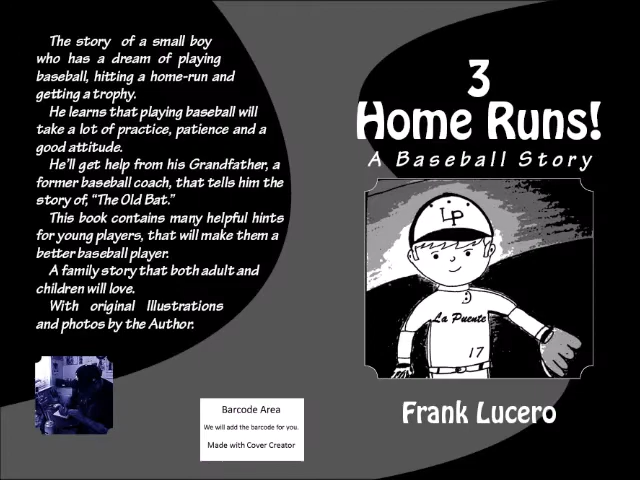 The story of a small boy
who has a dream of playing
baseball, hitting a home-run and
getting a trophy.
He learns that playing baseball will
take a lot of practice, patience and a
good attitude.
He'll get help from his Grandfather, a
former baseball coach, that tells him the
story of, "The Old Bat."
This book contains many helpful hints
for young players, that will make them a
better baseball player.
A family story that both adult and
children will love.
With original Illustrations
and photos by the Author.
Barcode Area
We will add the barcode for you.
Made with Cover Creator
3
Home Runs!
A Baseball Story
LP
La Puente
17
Frank Lucero